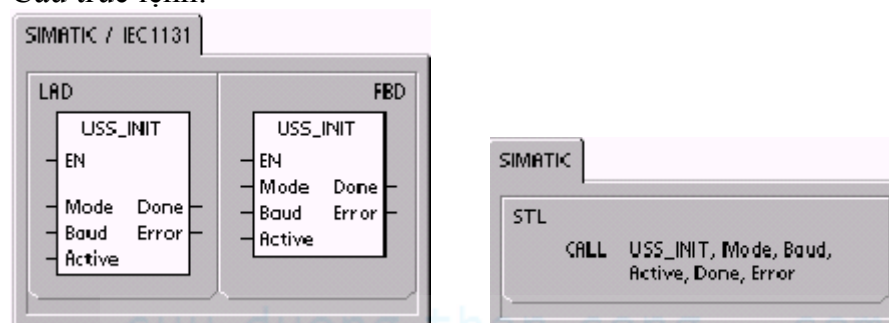 Cấu trúc lệnh:
SIMATIC / IEC1131
LAD
USS_INIT
EN
Mode Done
Baud Error
Active
FBD
USS_INIT
EN
Mode Done
Baud Error
Active
SIMATIC
STL
CALL USS_INIT, Mode, Baud,
Active, Done, Error